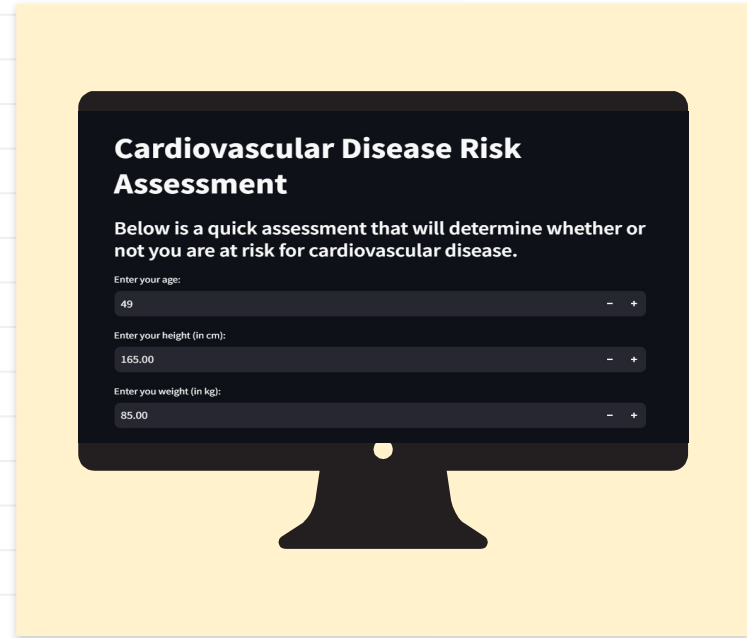 Cardiovascular Disease Risk
Assessment
Below is a quick assessment that will determine whether or
not you are at risk for cardiovascular disease.
Enter your age:
49 − +
Enter your height (in cm):
165.00 − +
Enter you weight (in kg):
85.00 − +